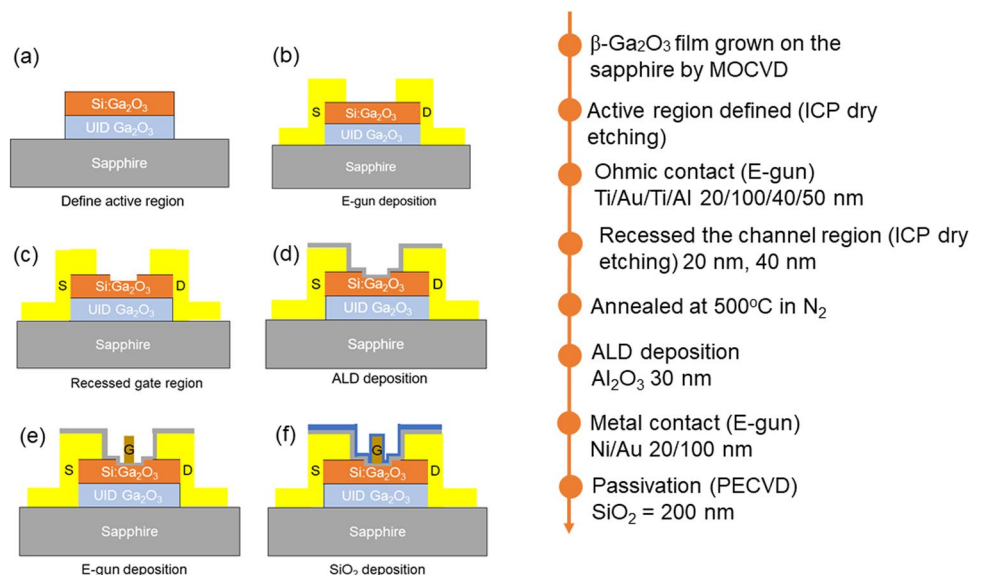 (a)
Si:Ga₂O₃
UID Ga₂O₃
Sapphire
Define active region
(b)
S
D
Si:Ga₂O₃
UID Ga₂O₃
Sapphire
E-gun deposition
(c)
S
D
Si:Ga₂O₃
UID Ga₂O₃
Sapphire
Recessed gate region
(d)
S
D
Si:Ga₂O₃
UID Ga₂O₃
Sapphire
ALD deposition
(e)
G
S
D
Si:Ga₂O₃
UID Ga₂O₃
Sapphire
E-gun deposition
(f)
G
S
D
Si:Ga₂O₃
UID Ga₂O₃
Sapphire
SiO₂ deposition
β-Ga₂O₃ film grown on the
sapphire by MOCVD
Active region defined (ICP dry
etching)
Ohmic contact (E-gun)
Ti/Au/Ti/Al 20/100/40/50 nm
Recessed the channel region (ICP dry
etching) 20 nm, 40 nm
Annealed at 500°C in N₂
ALD deposition
Al₂O₃ 30 nm
Metal contact (E-gun)
Ni/Au 20/100 nm
Passivation (PECVD)
SiO₂ = 200 nm